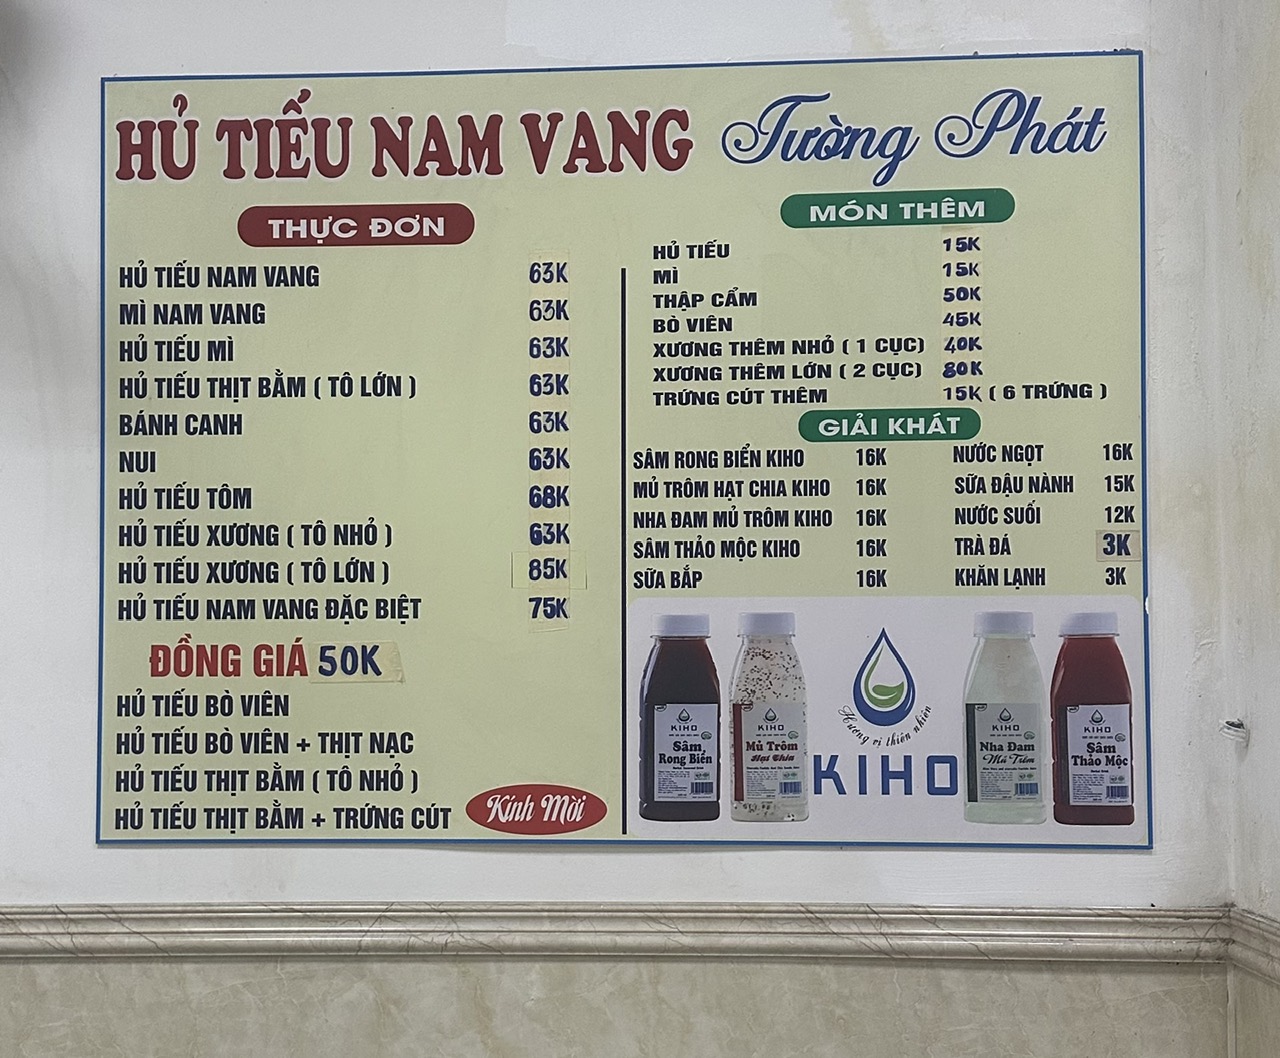 HỦ TIẾU NAM VANG Tường Phát
THỰC ĐƠN
HỦ TIẾU NAM VANG 63K
MÌ NAM VANG 63K
HỦ TIẾU MÌ 63K
HỦ TIẾU THỊT BẰM ( TÔ LỚN ) 63K
BÁNH CANH 63K
NUI 63K
HỦ TIẾU TÔM 68K
HỦ TIẾU XƯƠNG ( TÔ NHỎ ) 63K
HỦ TIẾU XƯƠNG ( TÔ LỚN ) 85K
HỦ TIẾU NAM VANG ĐẶC BIỆT 75K
ĐỒNG GIÁ 50K
HỦ TIẾU BÒ VIÊN
HỦ TIẾU BÒ VIÊN + THỊT NẠC
HỦ TIẾU THỊT BẰM ( TÔ NHỎ )
HỦ TIẾU THỊT BẰM + TRỨNG CÚT
Kính Mời
MÓN THÊM
HỦ TIẾU 15K
MÌ 15K
THẬP CẨM 50K
BÒ VIÊN 45K
XƯƠNG THÊM NHỎ ( 1 CỤC) 40K
XƯƠNG THÊM LỚN ( 2 CỤC) 80K
TRỨNG CÚT THÊM 15K ( 6 TRỨNG )
GIẢI KHÁT
SÂM RONG BIỂN KIHO 16K NƯỚC NGỌT 16K
MỦ TRÔM HẠT CHIA KIHO 16K SỮA ĐẬU NÀNH 15K
NHA ĐAM MỦ TRÔM KIHO 16K NƯỚC SUỐI 12K
SÂM THẢO MỘC KIHO 16K TRÀ ĐÁ 3K
SỮA BẮP 16K KHĂN LẠNH 3K
KIHO
Sâm
Rong Biển
KIHO
Mủ Trôm
Hạt Chia
Hương vị thiên nhiên
KIHO
KIHO
Nha Đam
Mủ Trôm
KIHO
Sâm
Thảo Mộc